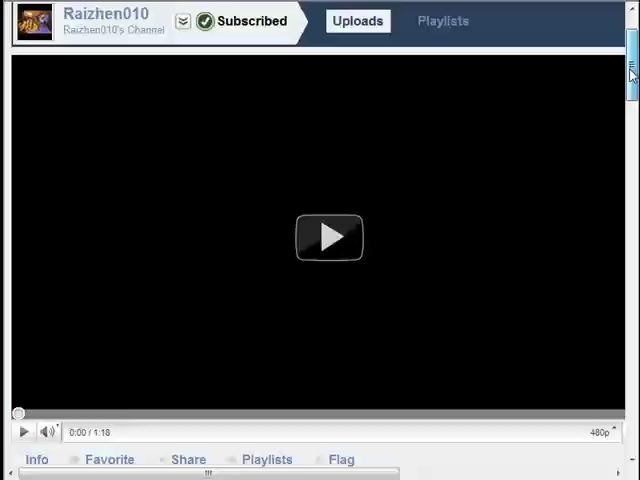 Raizhen010
Raizhen010's Channel
Subscribed
Uploads
Playlists
0:00 / 1:18
480p
Info
Favorite
Share
Playlists
Flag